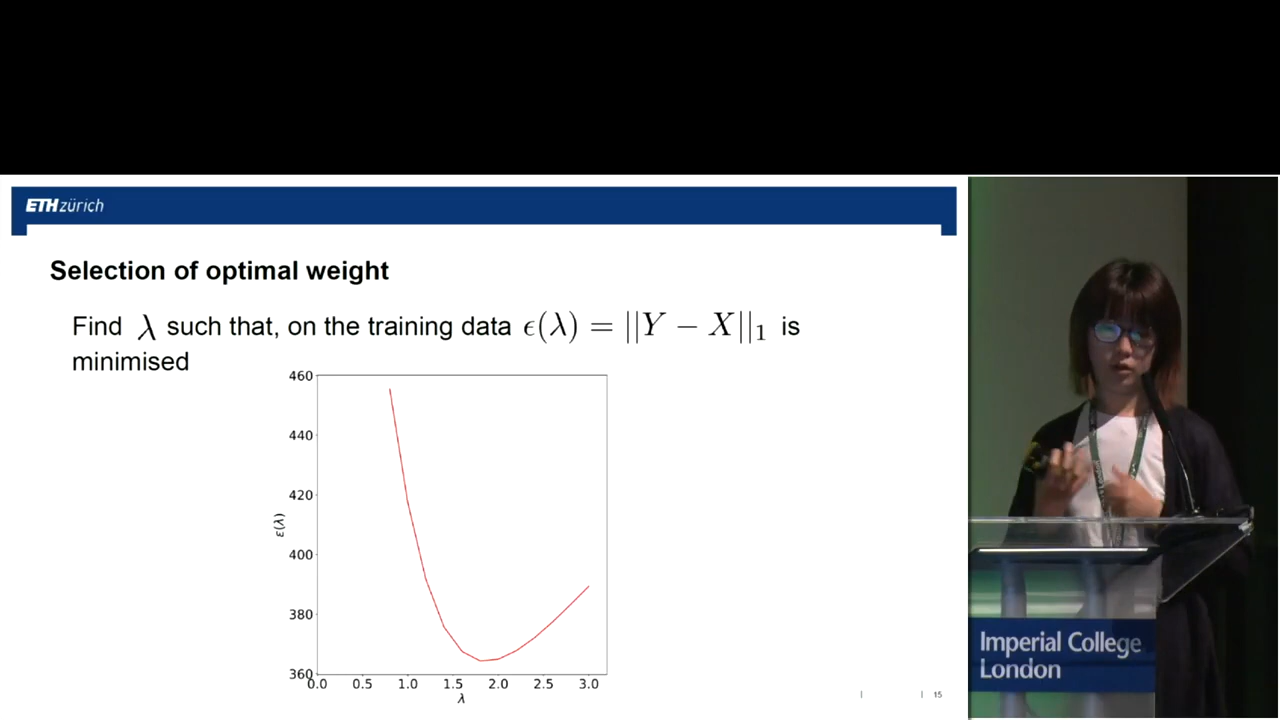 ETH zürich
Selection of optimal weight
Find λ such that, on the training data ϵ(λ) = ||Y − X||₁ is
minimised
460
440
420
400
380
360
ε(λ)
0.0 0.5 1.0 1.5 2.0 2.5 3.0
λ
15
Imperial College
London